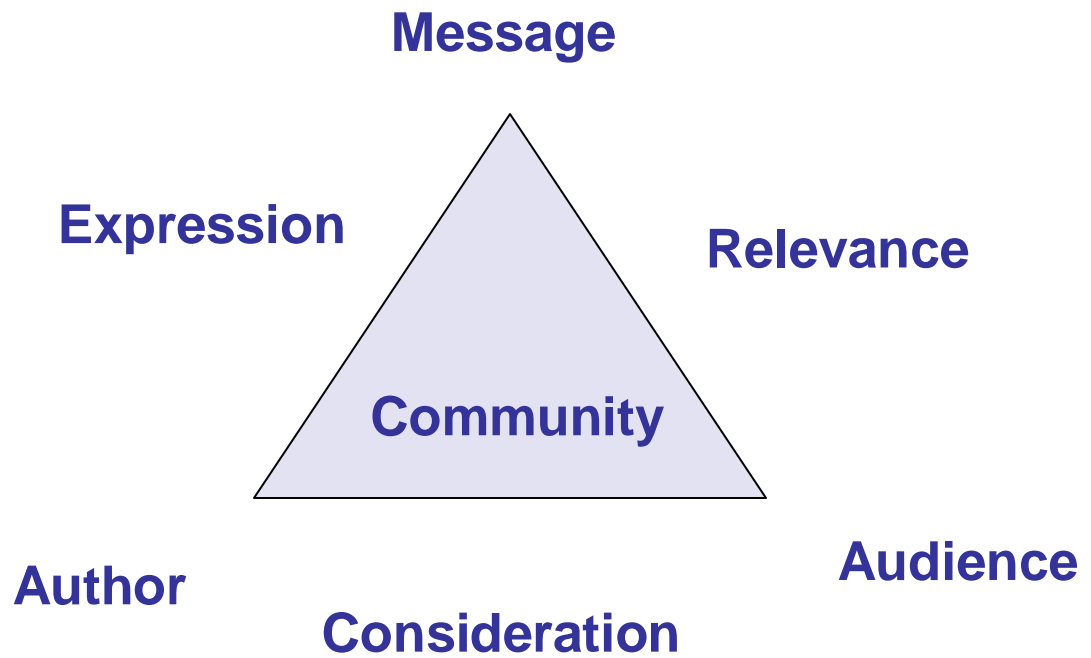 Message
Expression
Relevance
Community
Author
Audience
Consideration